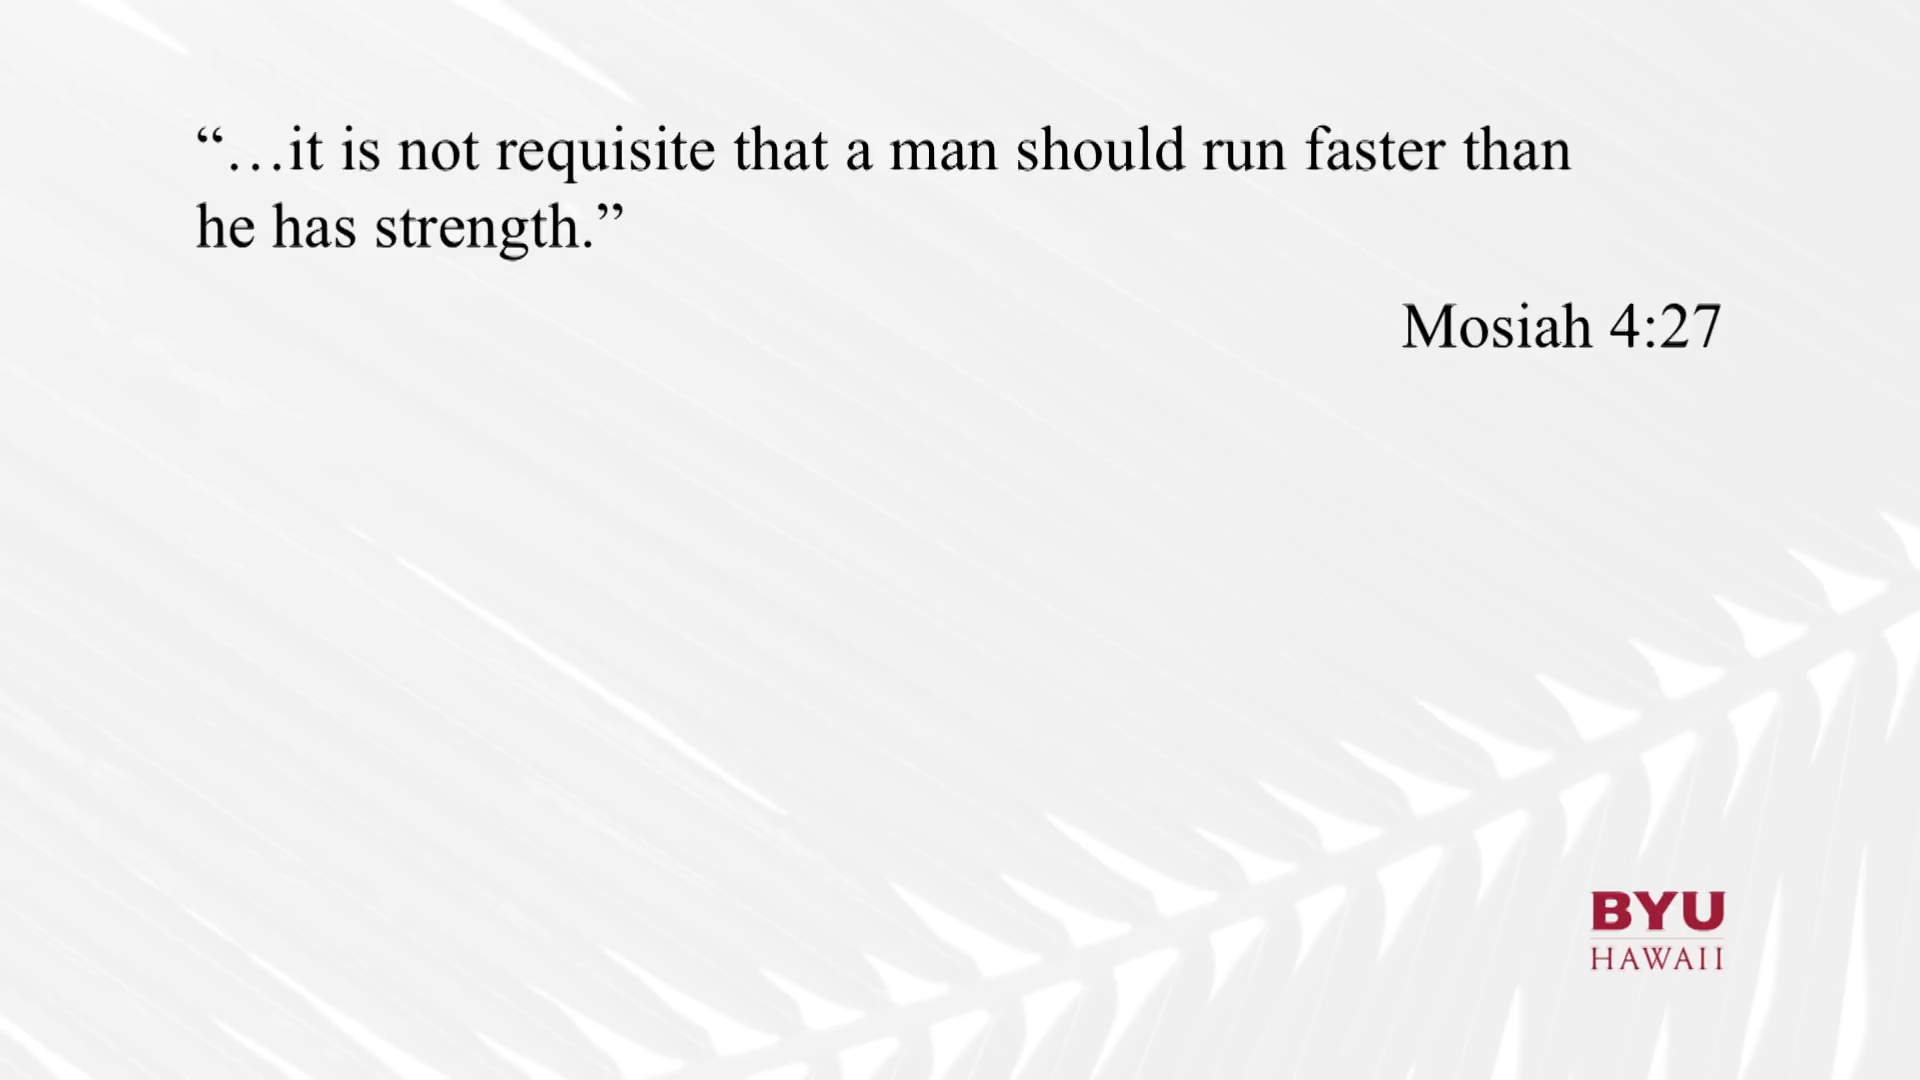 “…it is not requisite that a man should run faster than
he has strength.”
Mosiah 4:27
BYU
HAWAII